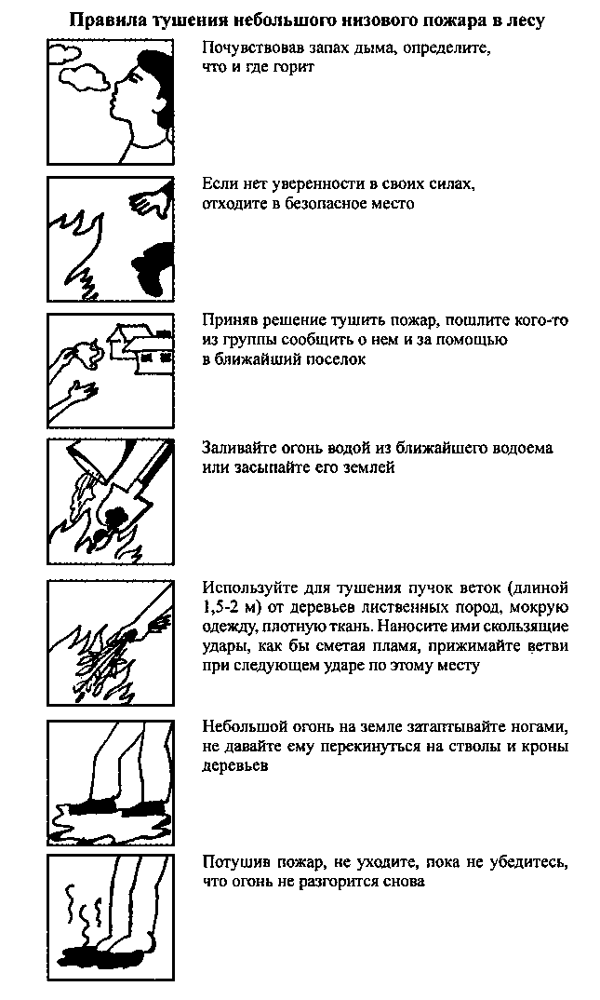 Правила тушения небольшого низового пожара в лесу
Почувствовав запах дыма, определите,
что и где горит
Если нет уверенности в своих силах,
отходите в безопасное место
Приняв решение тушить пожар, пошлите кого-то
из группы сообщить о нем и за помощью
в ближайший поселок
Заливайте огонь водой из ближайшего водоема
или засыпайте его землей
Используйте для тушения пучок веток (длиной
1,5-2 м) от деревьев лиственных пород, мокрую
одежду, плотную ткань. Наносите ими скользящие
удары, как бы сметая пламя, прижимайте ветви
при следующем ударе по этому месту
Небольшой огонь на земле затаптывайте ногами,
не давайте ему перекинуться на стволы и кроны
деревьев
Потушив пожар, не уходите, пока не убедитесь,
что огонь не разгорится снова